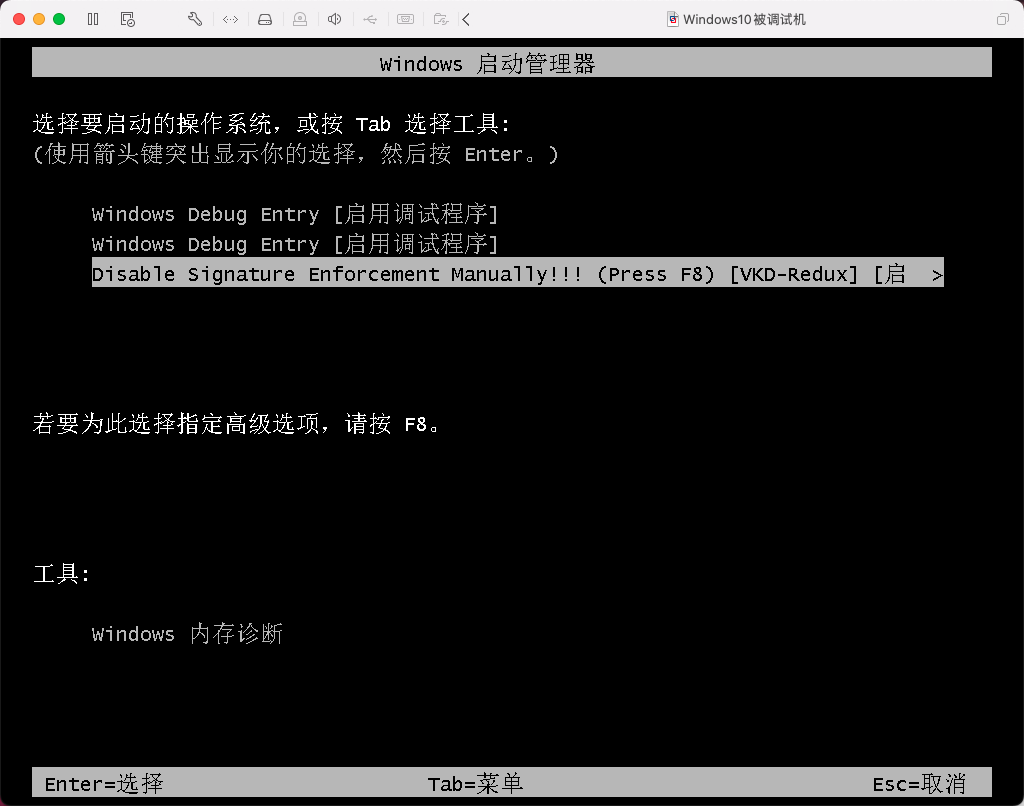 Windows10被调试机
Windows 启动管理器
选择要启动的操作系统，或按 Tab 选择工具:
(使用箭头键突出显示你的选择，然后按 Enter。)
Windows Debug Entry [启用调试程序]
Windows Debug Entry [启用调试程序]
Disable Signature Enforcement Manually!!! (Press F8) [VKD-Redux] [启 >
若要为此选择指定高级选项，请按 F8。
工具:
Windows 内存诊断
Enter=选择 Tab=菜单 Esc=取消